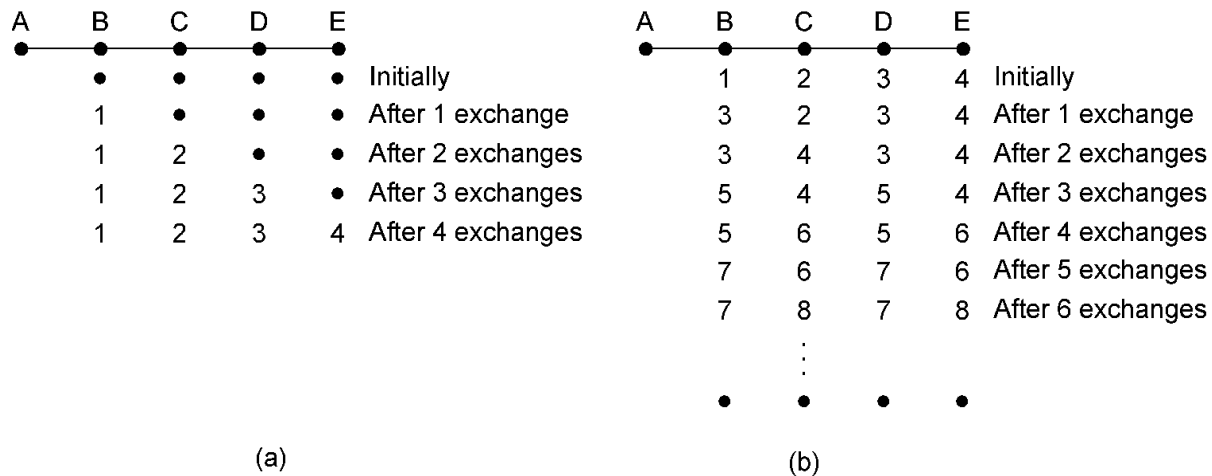 A B C D E
• • • • Initially
1 • • • After 1 exchange
1 2 • • After 2 exchanges
1 2 3 • After 3 exchanges
1 2 3 4 After 4 exchanges
(a)
A B C D E
1 2 3 4 Initially
3 2 3 4 After 1 exchange
3 4 3 4 After 2 exchanges
5 4 5 4 After 3 exchanges
5 6 5 6 After 4 exchanges
7 6 7 6 After 5 exchanges
7 8 7 8 After 6 exchanges
⋮
• • • •
(b)